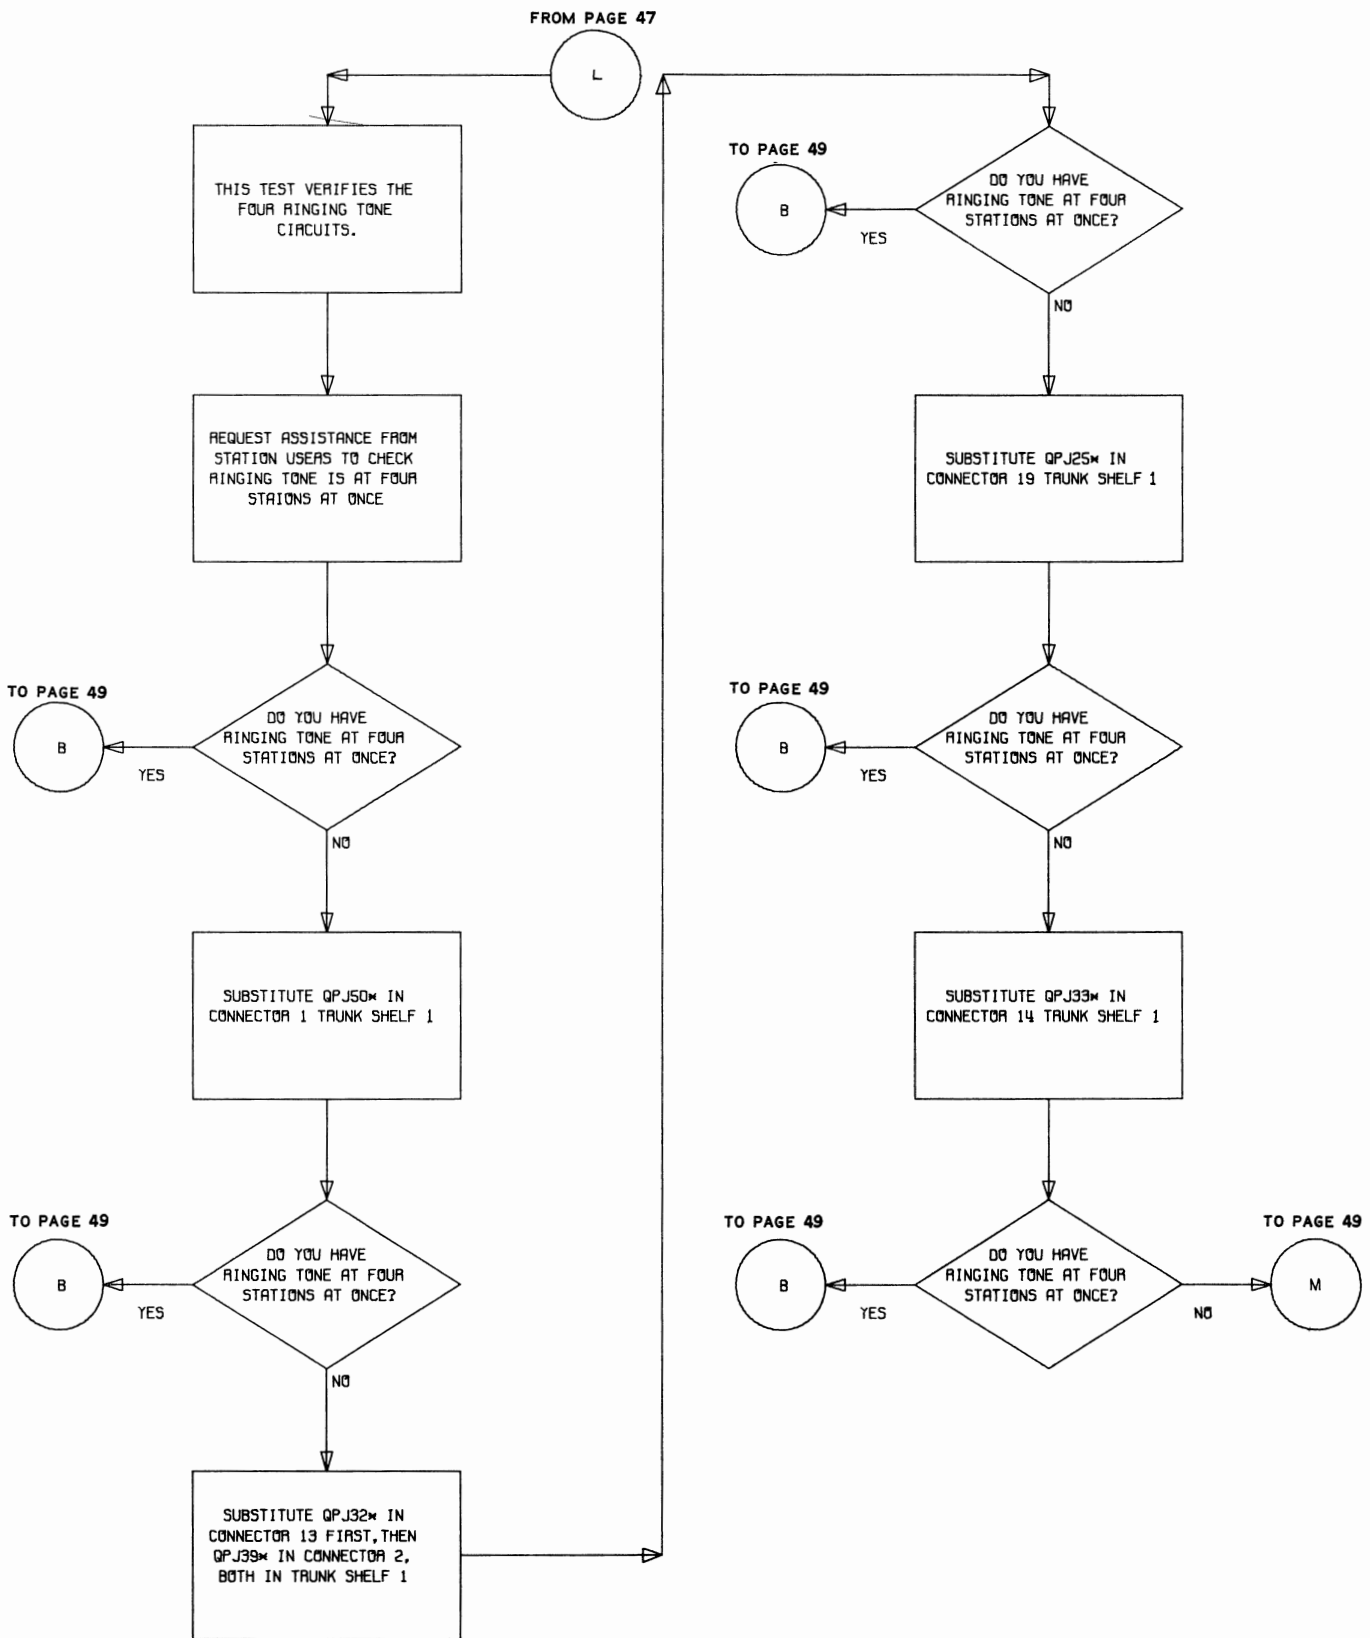 FROM PAGE 47
L
THIS TEST VERIFIES THE
FOUR RINGING TONE
CIRCUITS.
REQUEST ASSISTANCE FROM
STATION USERS TO CHECK
RINGING TONE IS AT FOUR
STAIONS AT ONCE
DO YOU HAVE
RINGING TONE AT FOUR
STATIONS AT ONCE?
TO PAGE 49
B
YES
NO
SUBSTITUTE QPJ50* IN
CONNECTOR 1 TRUNK SHELF 1
DO YOU HAVE
RINGING TONE AT FOUR
STATIONS AT ONCE?
TO PAGE 49
B
YES
NO
SUBSTITUTE QPJ32* IN
CONNECTOR 13 FIRST,THEN
QPJ39* IN CONNECTOR 2,
BOTH IN TRUNK SHELF 1
DO YOU HAVE
RINGING TONE AT FOUR
STATIONS AT ONCE?
TO PAGE 49
B
YES
NO
SUBSTITUTE QPJ25* IN
CONNECTOR 19 TRUNK SHELF 1
DO YOU HAVE
RINGING TONE AT FOUR
STATIONS AT ONCE?
TO PAGE 49
B
YES
NO
SUBSTITUTE QPJ33* IN
CONNECTOR 14 TRUNK SHELF 1
DO YOU HAVE
RINGING TONE AT FOUR
STATIONS AT ONCE?
TO PAGE 49
B
YES
NO
TO PAGE 49
M